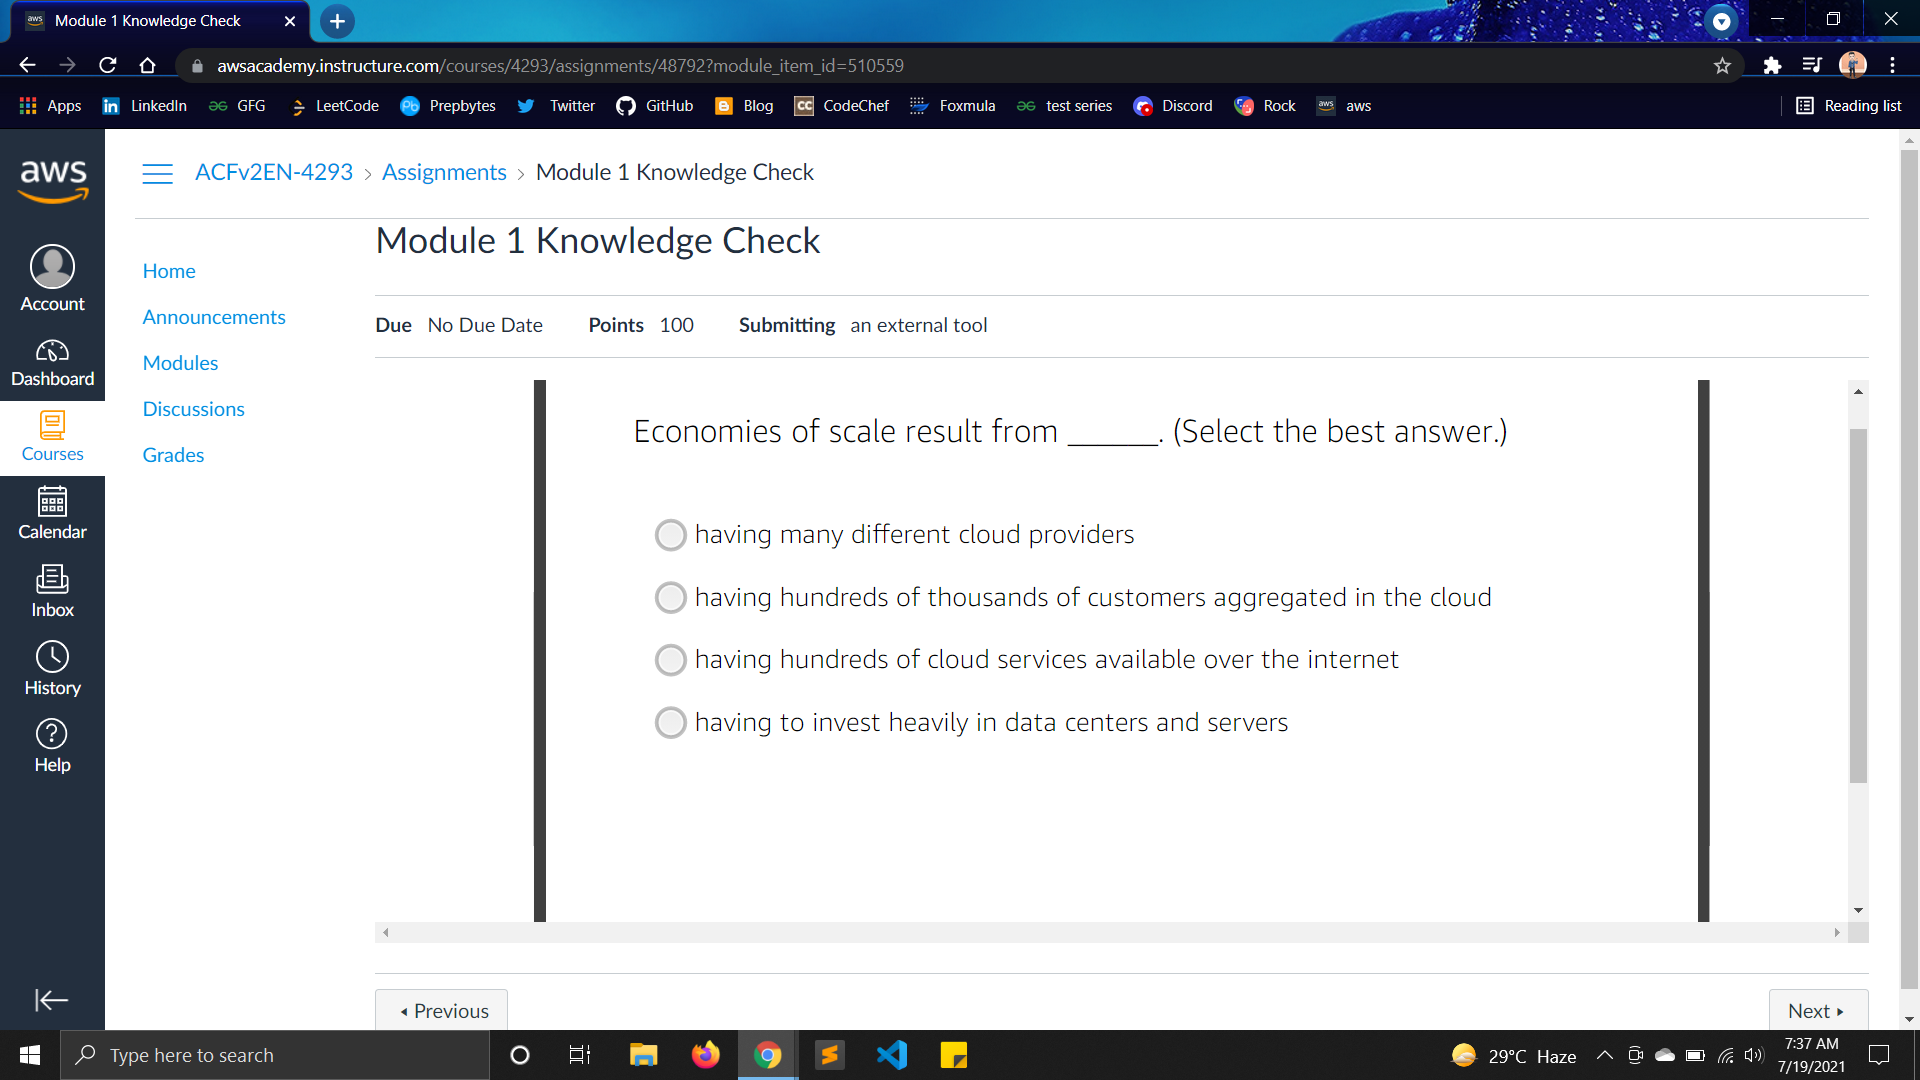 aws Module 1 Knowledge Check
awsacademy.instructure.com/courses/4293/assignments/48792?module_item_id=510559
Apps LinkedIn GFG LeetCode Pb Prepbytes Twitter GitHub Blog CC CodeChef Foxmula test series Discord Rock aws aws Reading list
aws
ACFv2EN-4293 › Assignments › Module 1 Knowledge Check
Module 1 Knowledge Check
Account
Dashboard
Courses
Calendar
Inbox
History
Help
Home
Announcements
Modules
Discussions
Grades
Due No Due Date Points 100 Submitting an external tool
Economies of scale result from ______. (Select the best answer.)
having many different cloud providers
having hundreds of thousands of customers aggregated in the cloud
having hundreds of cloud services available over the internet
having to invest heavily in data centers and servers
Previous
Next
Type here to search
29°C Haze
7:37 AM
7/19/2021